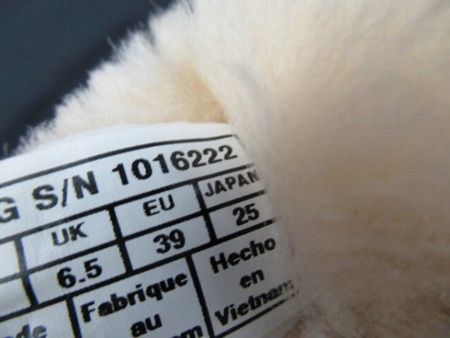 G S/N 1016222
UK EU JAPAN
6.5 39 25
Fabrique Hecho
au en
Vietnam